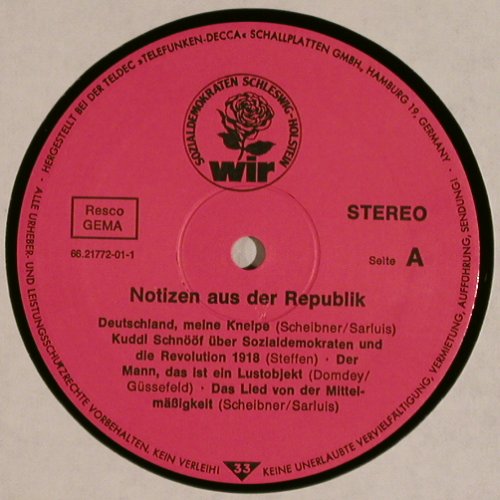 · HERGESTELLT BEI DER TELDEC »TELEFUNKEN-DECCA« SCHALLPLATTEN GMBH., HAMBURG 19, GERMANY ·
SOZIALDEMOKRATEN SCHLESWIG-HOLSTEIN
wir
Resco
GEMA
STEREO
66.21772-01-1
Seite A
Notizen aus der Republik
Deutschland, meine Kneipe (Scheibner/Sarluis)
Kuddl Schnööf über Sozialdemokraten und
die Revolution 1918 (Steffen) · Der
Mann, das ist ein Lustobjekt (Domdey/
Güssefeld) · Das Lied von der Mittel-
mäßigkeit (Scheibner/Sarluis)
ALLE URHEBER- UND LEISTUNGSSCHUTZRECHTE VORBEHALTEN, KEIN VERLEIH!
33
KEINE UNERLAUBTE VERVIELFÄLTIGUNG, VERMIETUNG, AUFFÜHRUNG, SENDUNG!